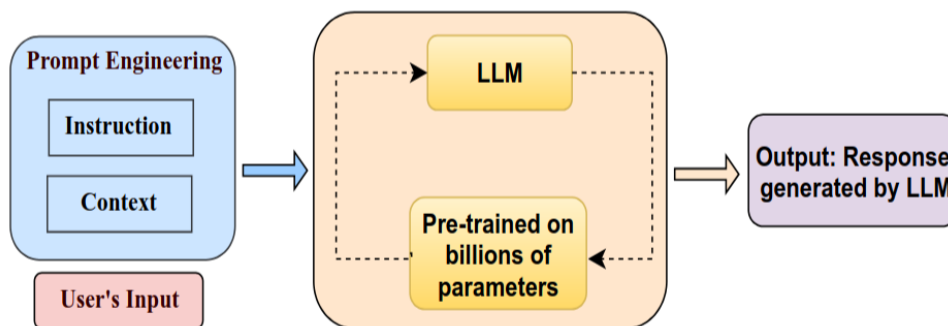 Prompt Engineering
Instruction
Context
User's Input
LLM
Pre-trained on
billions of
parameters
Output: Response
generated by LLM